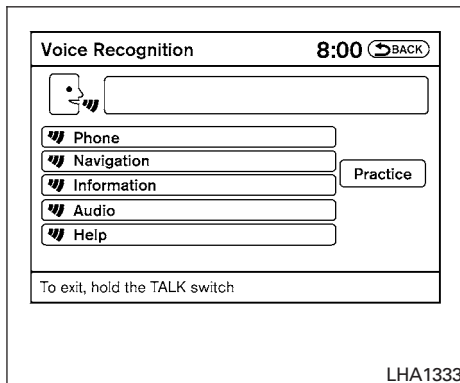 Voice Recognition 8:00 BACK
Phone
Navigation
Information
Practice
Audio
Help
To exit, hold the TALK switch
LHA1333